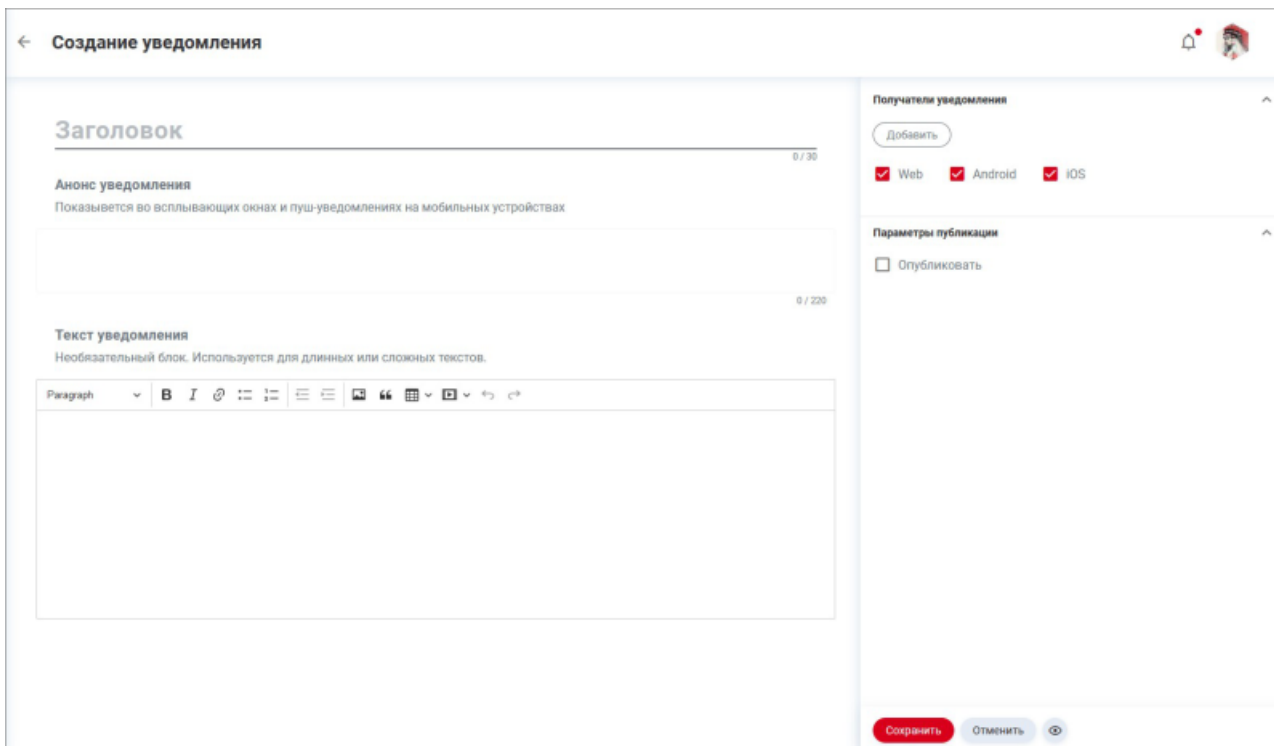 Создание уведомления
Заголовок
0 / 30
Анонс уведомления
Показывется во всплывающих окнах и пуш-уведомлениях на мобильных устройствах
0 / 220
Текст уведомления
Необязательный блок. Используется для длинных или сложных текстов.
Paragraph
Получатели уведомления
Добавить
Web Android iOS
Параметры публикации
Опубликовать
Сохранить Отменить